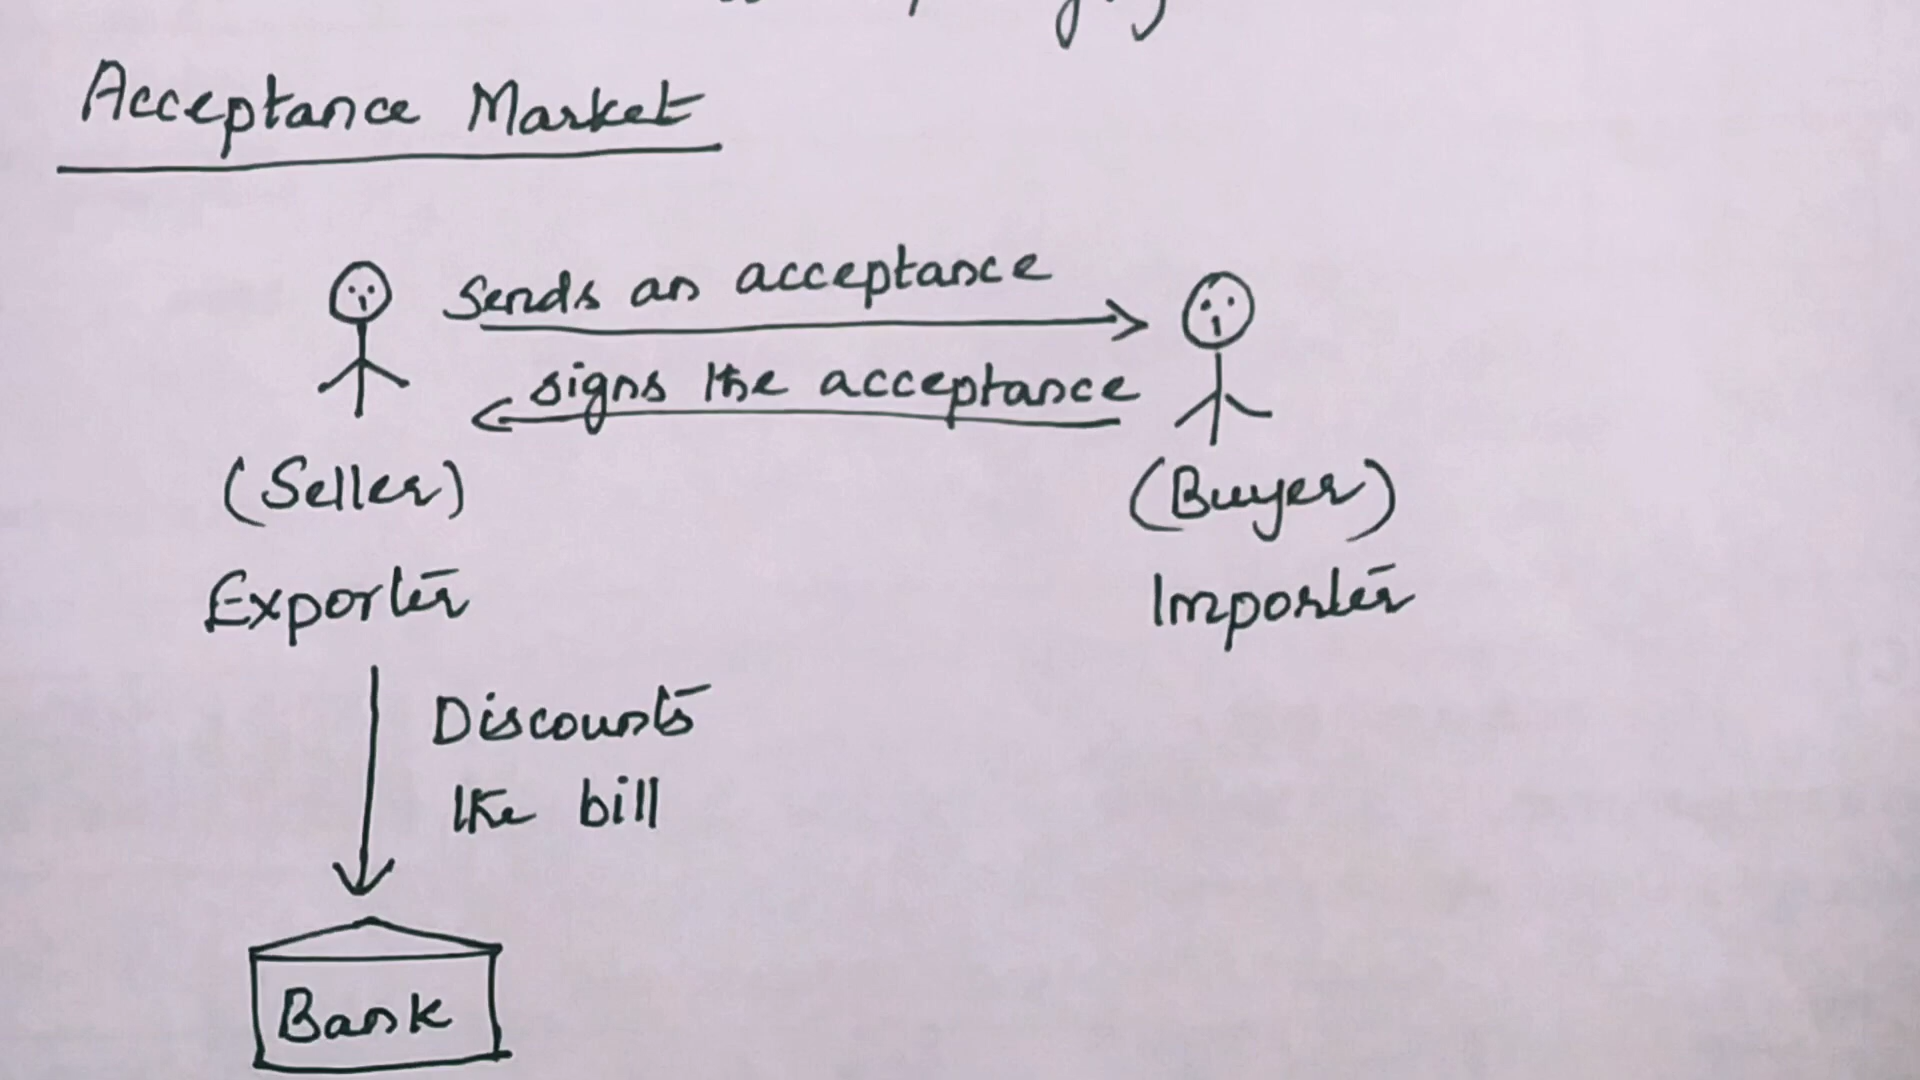 Acceptance Market
Sends an acceptance
signs the acceptance
(Seller)
(Buyer)
Exporter
Importer
Discounts
the bill
Bank